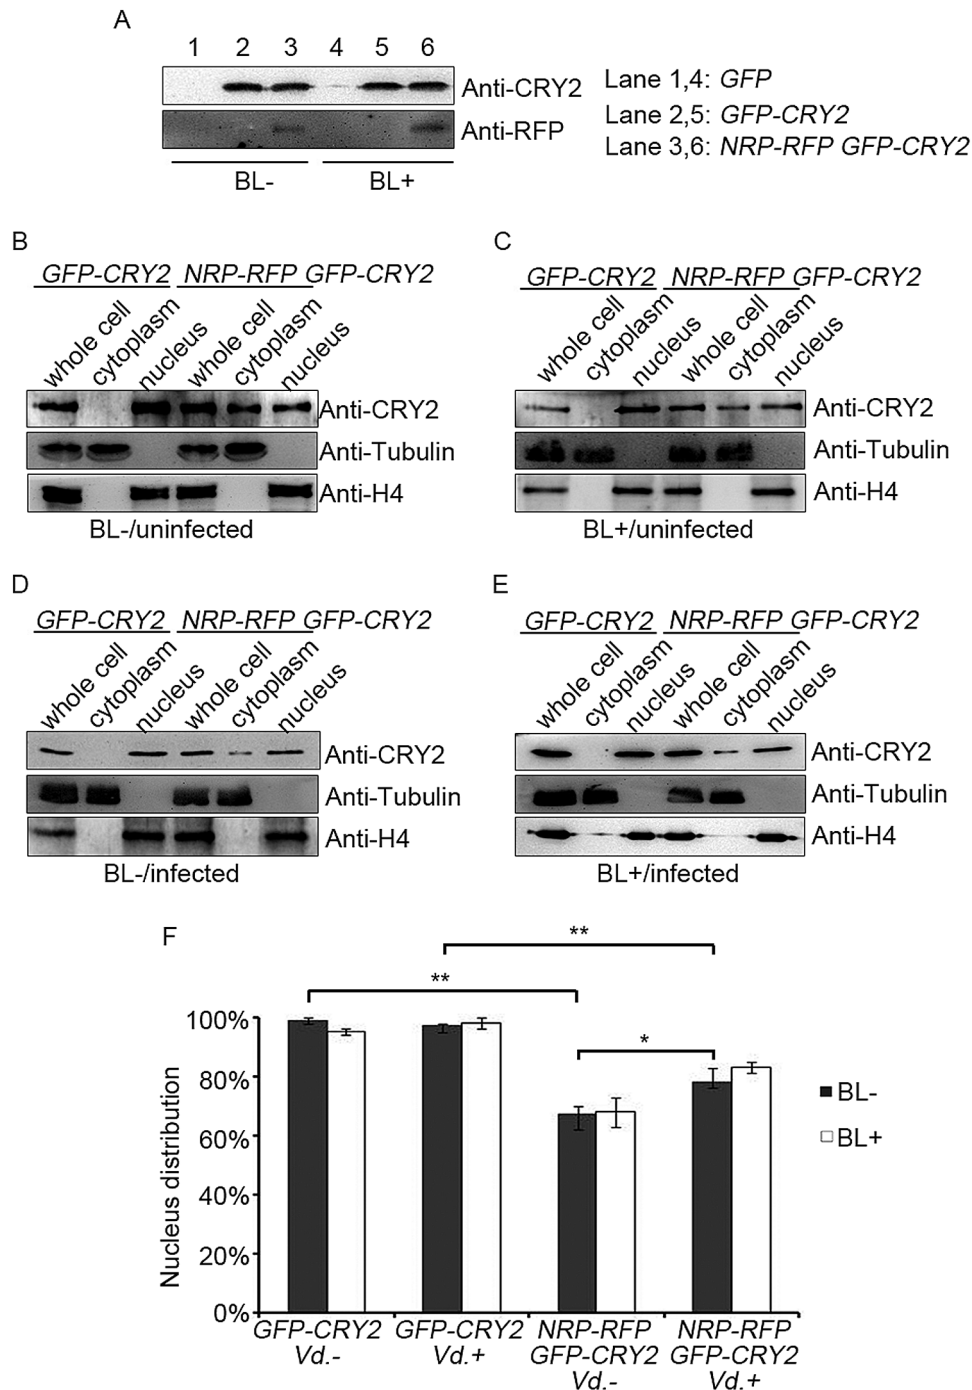 A
1 2 3 4 5 6
Anti-CRY2
Anti-RFP
BL- BL+
Lane 1,4: GFP
Lane 2,5: GFP-CRY2
Lane 3,6: NRP-RFP GFP-CRY2
B
GFP-CRY2 NRP-RFP GFP-CRY2
whole cell cytoplasm nucleus whole cell cytoplasm nucleus
Anti-CRY2
Anti-Tubulin
Anti-H4
BL-/uninfected
C
GFP-CRY2 NRP-RFP GFP-CRY2
whole cell cytoplasm nucleus whole cell cytoplasm nucleus
Anti-CRY2
Anti-Tubulin
Anti-H4
BL+/uninfected
D
GFP-CRY2 NRP-RFP GFP-CRY2
whole cell cytoplasm nucleus whole cell cytoplasm nucleus
Anti-CRY2
Anti-Tubulin
Anti-H4
BL-/infected
E
GFP-CRY2 NRP-RFP GFP-CRY2
whole cell cytoplasm nucleus whole cell cytoplasm nucleus
Anti-CRY2
Anti-Tubulin
Anti-H4
BL+/infected
F
**
**
*
Nucleus distribution
100%
80%
60%
40%
20%
0%
GFP-CRY2
Vd.-
GFP-CRY2
Vd.+
NRP-RFP
GFP-CRY2
Vd.-
NRP-RFP
GFP-CRY2
Vd.+
BL-
BL+